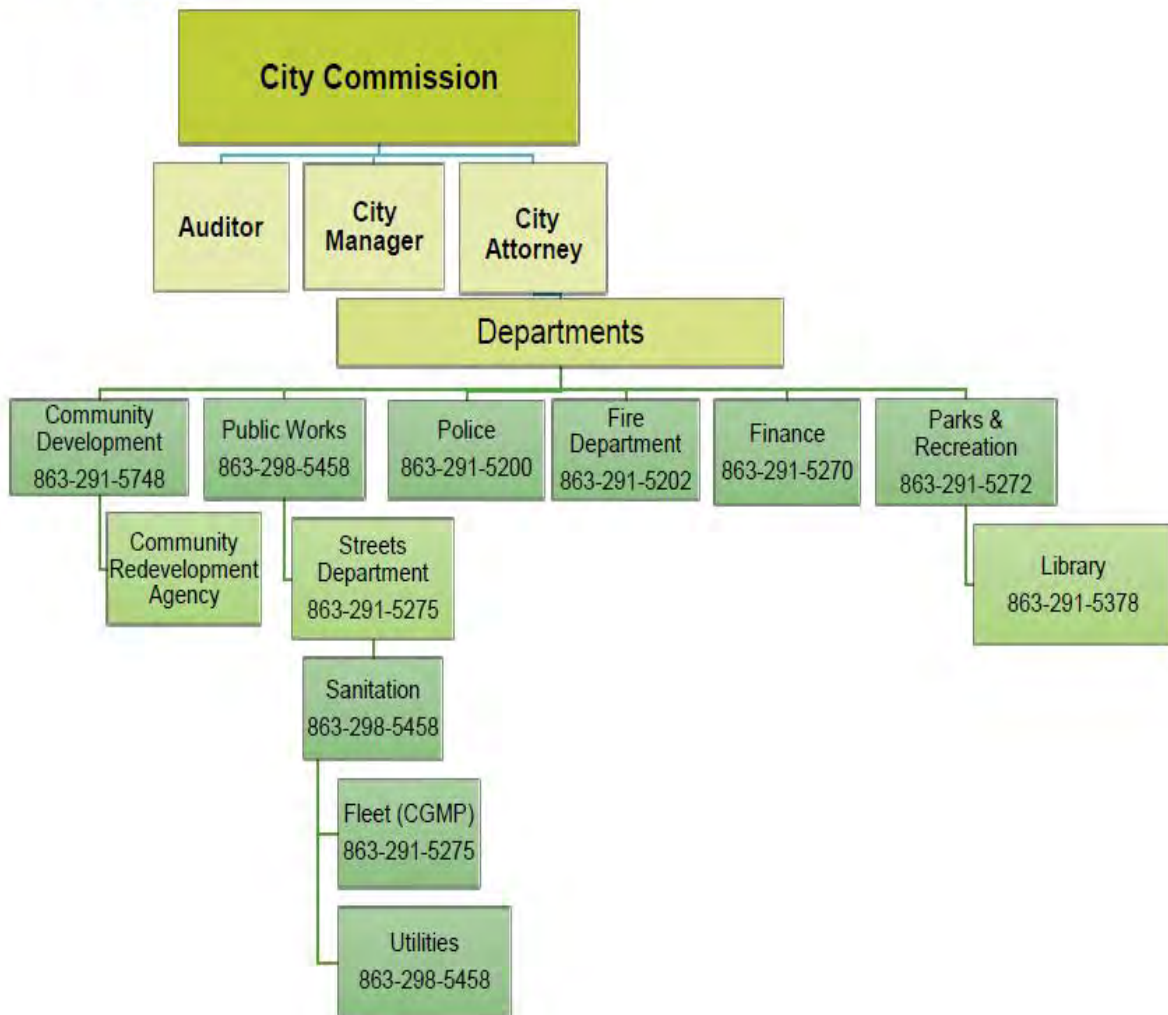 City Commission
Auditor
City
Manager
City
Attorney
Departments
Community
Development
863-291-5748
Public Works
863-298-5458
Police
863-291-5200
Fire
Department
863-291-5202
Finance
863-291-5270
Parks &
Recreation
863-291-5272
Community
Redevelopment
Agency
Streets
Department
863-291-5275
Library
863-291-5378
Sanitation
863-298-5458
Fleet (CGMP)
863-291-5275
Utilities
863-298-5458